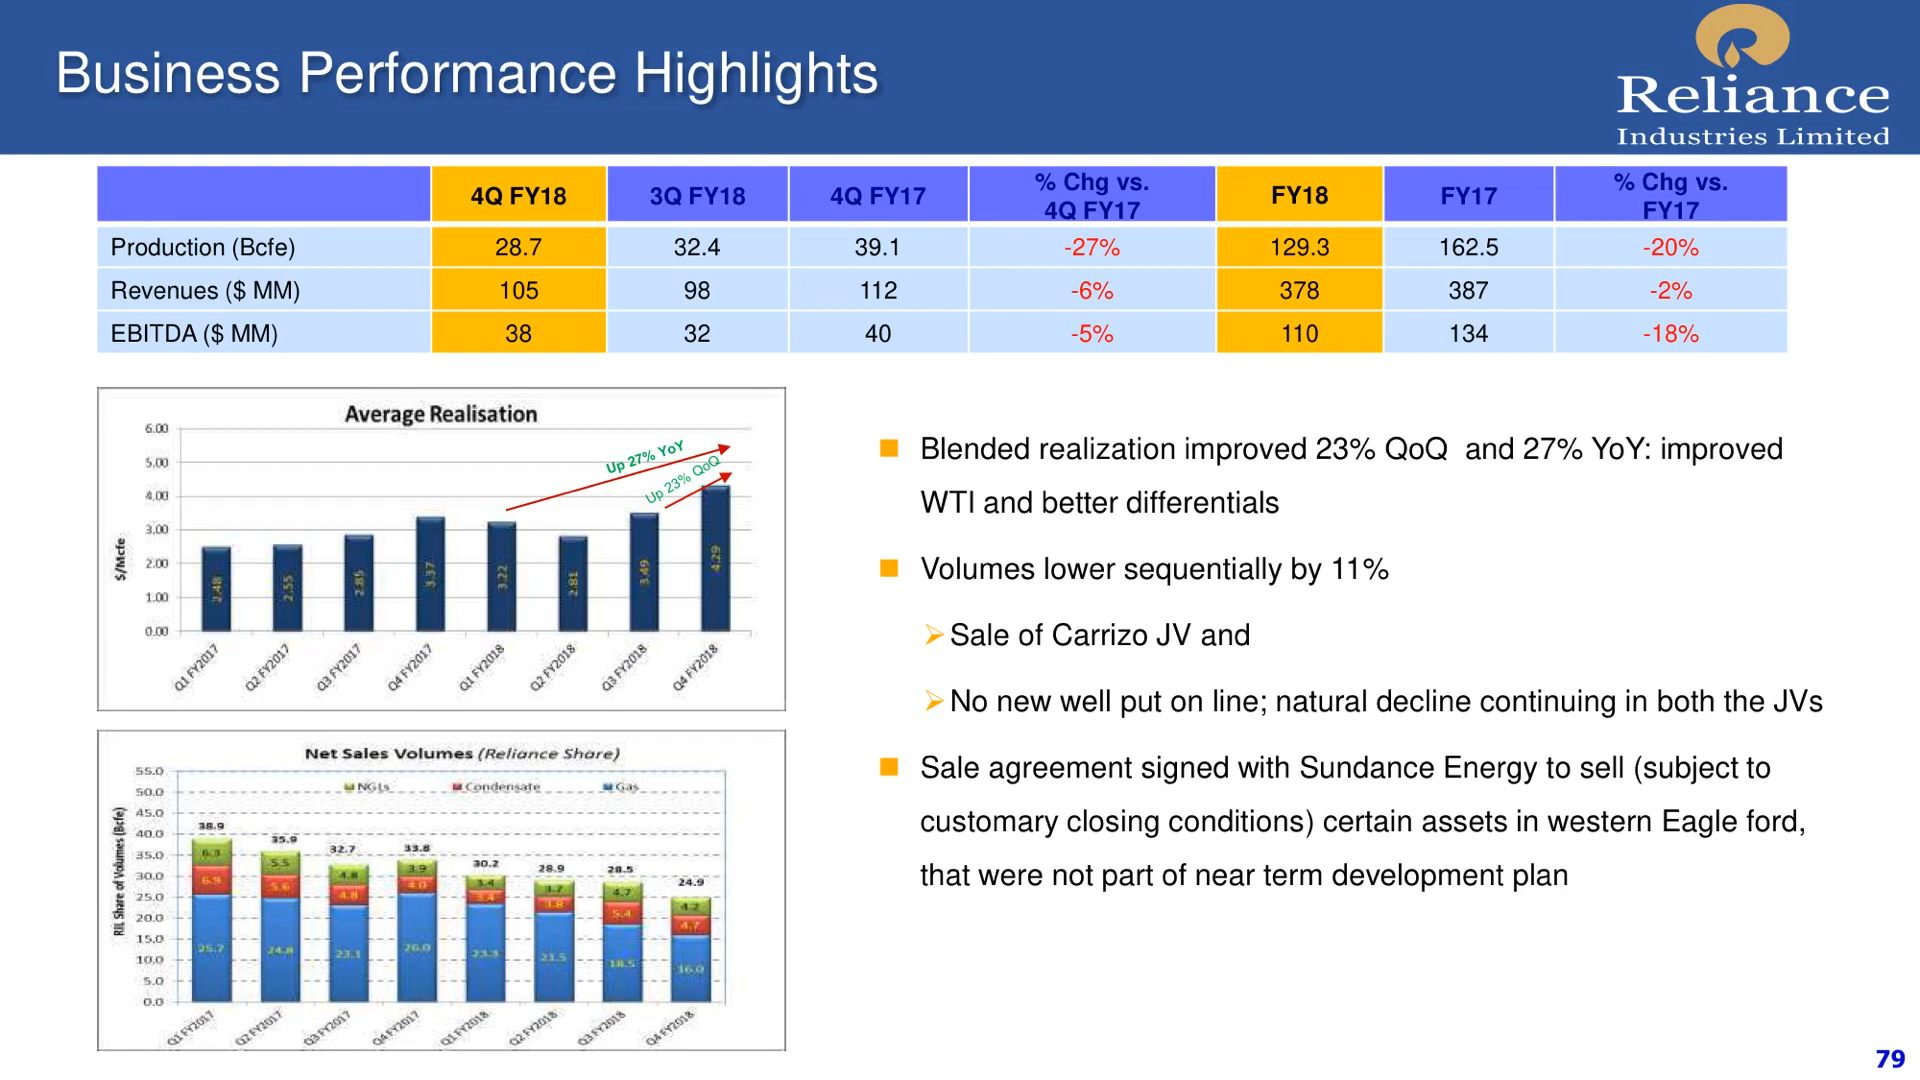 Business Performance Highlights
Reliance
Industries Limited
4Q FY18 3Q FY18 4Q FY17 % Chg vs. 4Q FY17 FY18 FY17 % Chg vs. FY17
Production (Bcfe) 28.7 32.4 39.1 -27% 129.3 162.5 -20%
Revenues ($ MM) 105 98 112 -6% 378 387 -2%
EBITDA ($ MM) 38 32 40 -5% 110 134 -18%
Average Realisation
$/Mcfe
6.00
5.00
4.00
3.00
2.00
1.00
0.00
Up 27% YoY
Up 23% QoQ
2.48 2.55 2.85 3.37 3.22 2.81 3.49 4.29
Q1 FY2017 Q2 FY2017 Q3 FY2017 Q4 FY2017 Q1 FY2018 Q2 FY2018 Q3 FY2018 Q4 FY2018
Net Sales Volumes (Reliance Share)
RIL Share of Volumes (Bcfe)
NGLs Condensate Gas
55.0
50.0
45.0
40.0
35.0
30.0
25.0
20.0
15.0
10.0
5.0
0.0
38.9 35.9 32.7 33.8 30.2 28.9 28.5 24.9
6.3 5.5 4.8 3.9 3.4 3.7 4.7 4.2
6.9 5.6 4.8 4.0 3.4 3.8 5.4 4.7
25.7 24.8 23.1 26.0 23.3 21.5 18.5 16.0
Q1 FY2017 Q2 FY2017 Q3 FY2017 Q4 FY2017 Q1 FY2018 Q2 FY2018 Q3 FY2018 Q4 FY2018
Blended realization improved 23% QoQ and 27% YoY: improved
WTI and better differentials
Volumes lower sequentially by 11%
Sale of Carrizo JV and
No new well put on line; natural decline continuing in both the JVs
Sale agreement signed with Sundance Energy to sell (subject to
customary closing conditions) certain assets in western Eagle ford,
that were not part of near term development plan
79